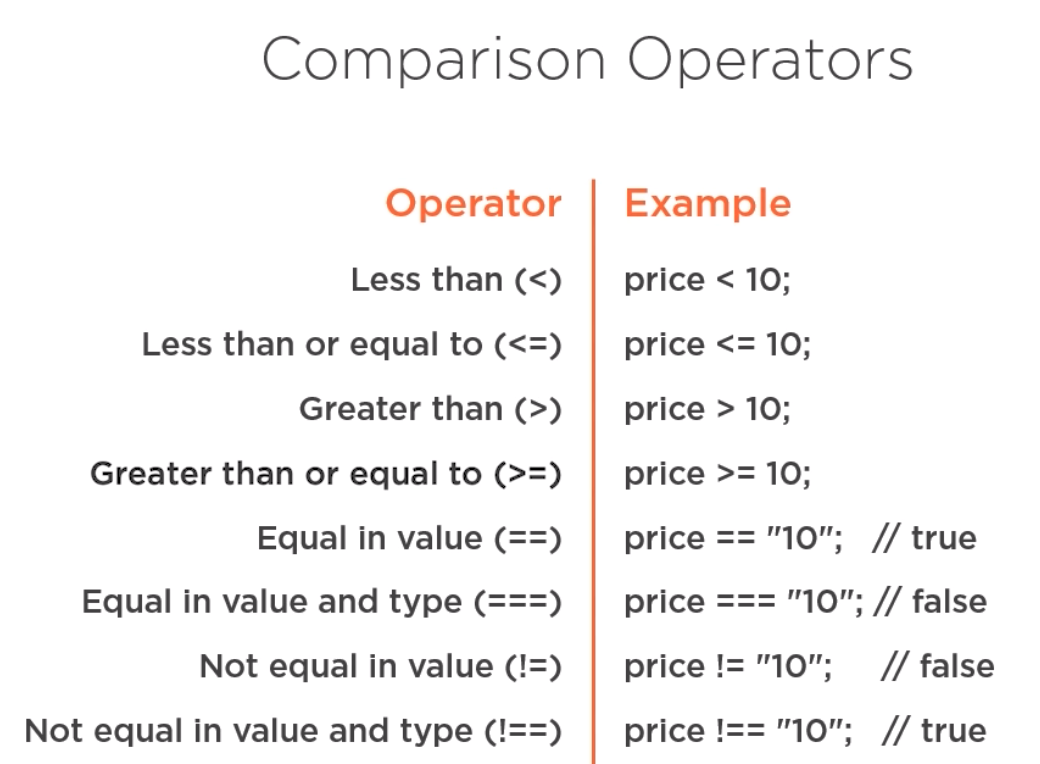 Comparison Operators
Operator Example
Less than (<) price < 10;
Less than or equal to (<=) price <= 10;
Greater than (>) price > 10;
Greater than or equal to (>=) price >= 10;
Equal in value (==) price == "10"; // true
Equal in value and type (===) price === "10"; // false
Not equal in value (!=) price != "10"; // false
Not equal in value and type (!==) price !== "10"; // true